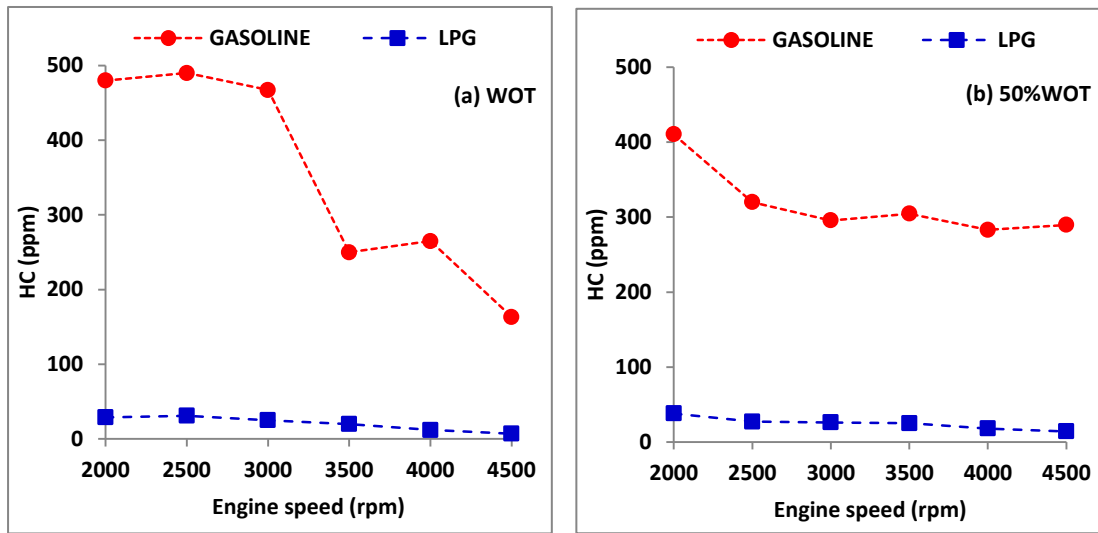 GASOLINE LPG
(a) WOT
500
400
300
200
100
0
HC (ppm)
2000 2500 3000 3500 4000 4500
Engine speed (rpm)
GASOLINE LPG
(b) 50%WOT
500
400
300
200
100
0
HC (ppm)
2000 2500 3000 3500 4000 4500
Engine speed (rpm)